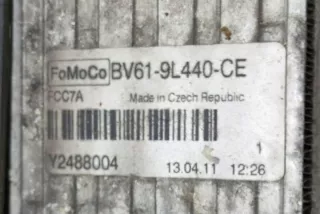 FoMoCo BV61-9L440-CE
FCC7A Made in Czech Republic
Y2488004 13.04.11 1 12:26